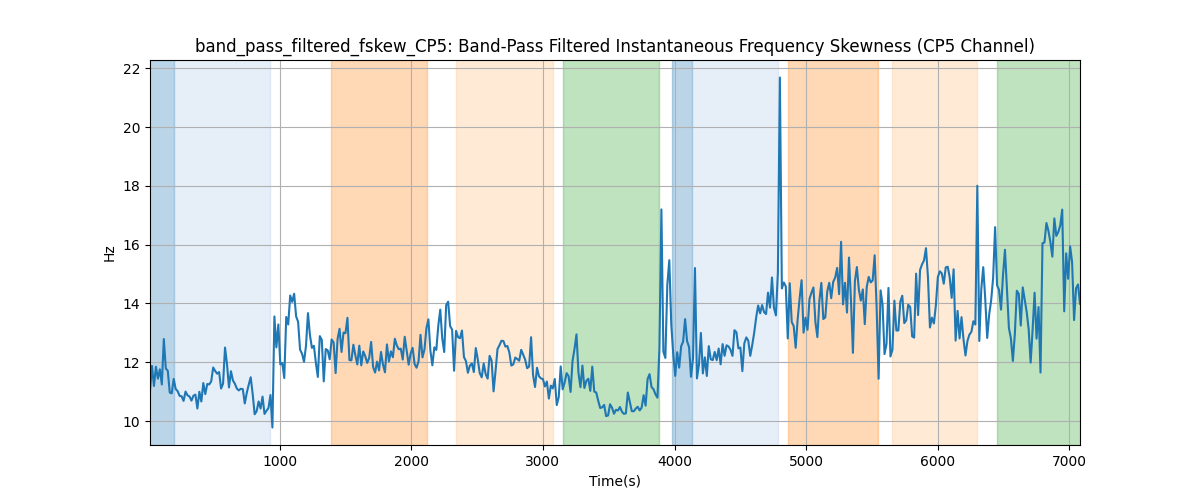 band_pass_filtered_fskew_CP5: Band-Pass Filtered Instantaneous Frequency Skewness (CP5 Channel)
22
20
18
16
14
12
10
Hz
1000 2000 3000 4000 5000 6000 7000
Time(s)